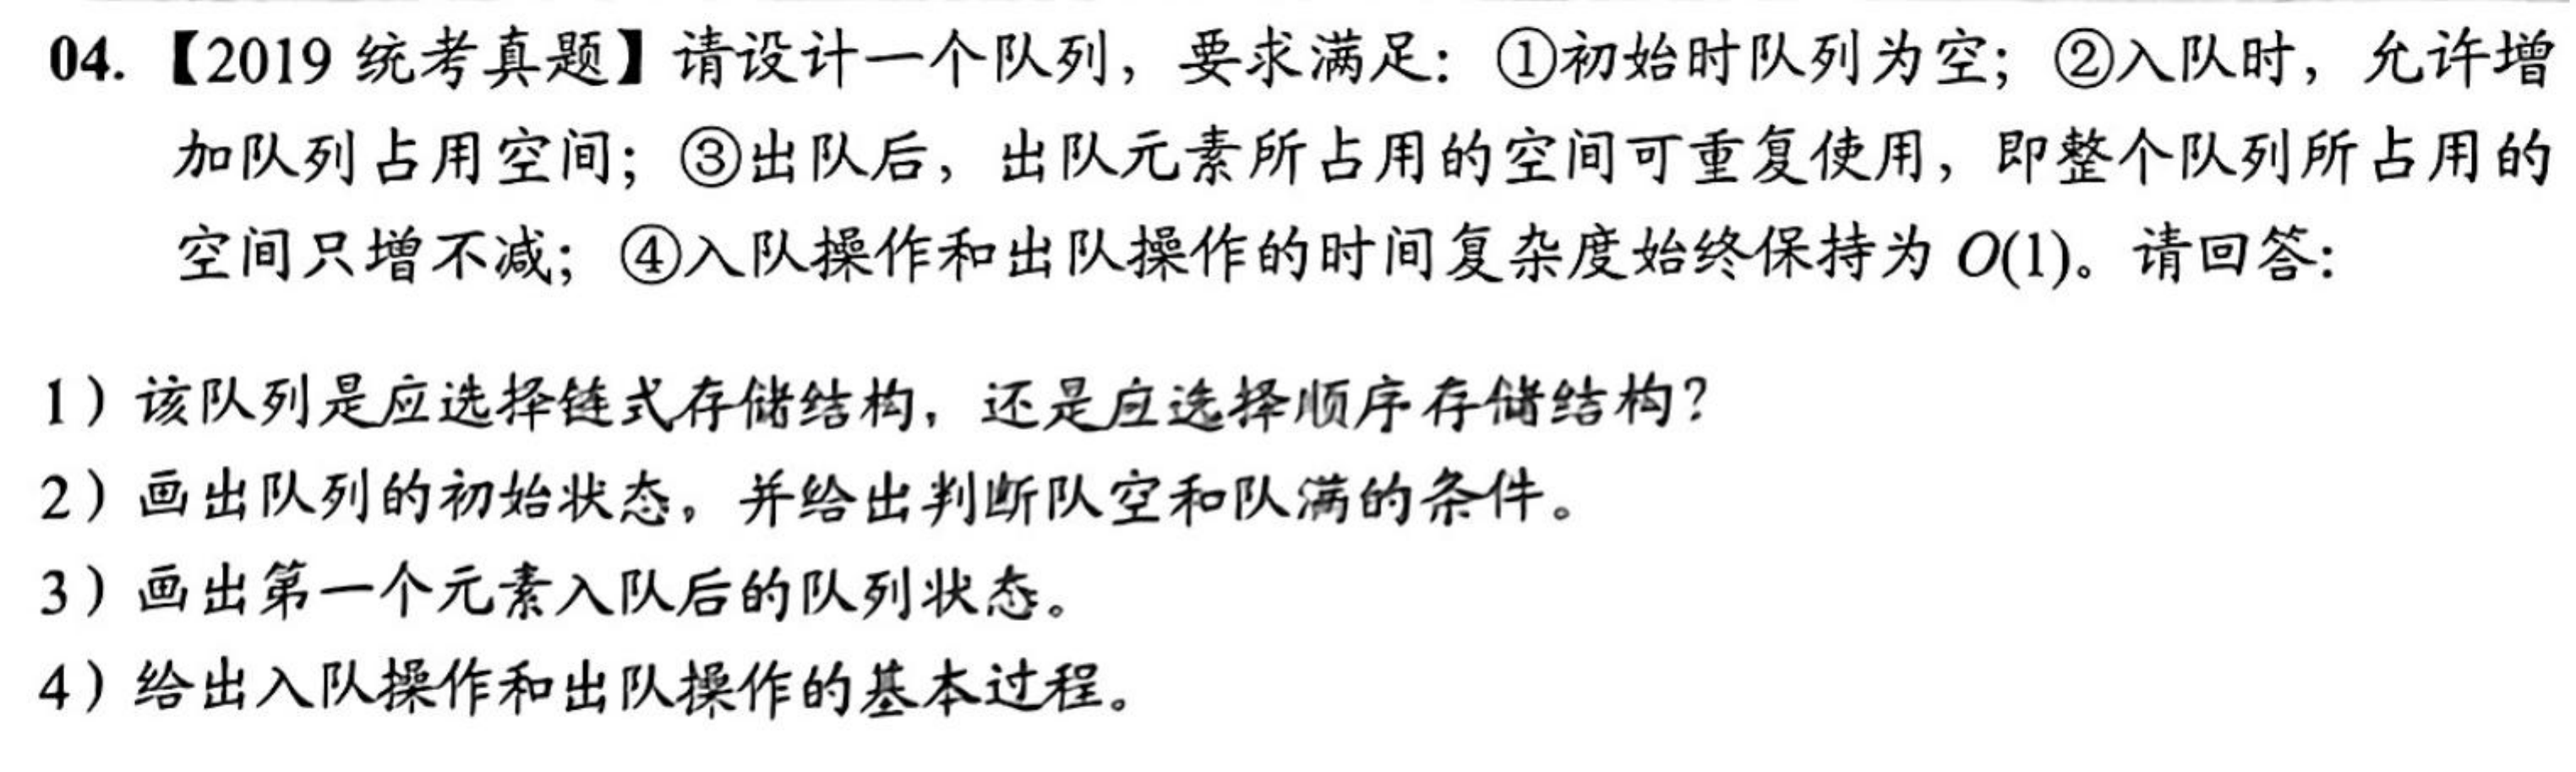 04.【2019 统考真题】请设计一个队列，要求满足：①初始时队列为空；②入队时，允许增
加队列占用空间；③出队后，出队元素所占用的空间可重复使用，即整个队列所占用的
空间只增不减；④入队操作和出队操作的时间复杂度始终保持为 O(1)。请回答：
1）该队列是应选择链式存储结构，还是应选择顺序存储结构？
2）画出队列的初始状态，并给出判断队空和队满的条件。
3）画出第一个元素入队后的队列状态。
4）给出入队操作和出队操作的基本过程。